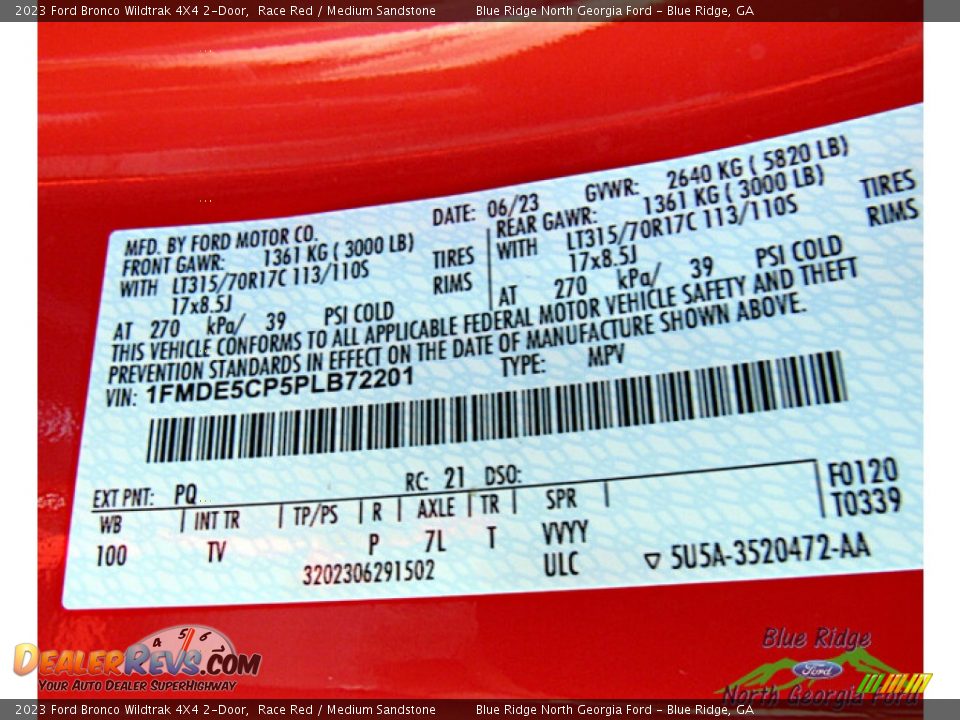 2023 Ford Bronco Wildtrak 4X4 2-Door, Race Red / Medium Sandstone Blue Ridge North Georgia Ford - Blue Ridge, GA
MFD. BY FORD MOTOR CO. DATE: 06/23 GVWR: 2640 KG ( 5820 LB)
FRONT GAWR: 1361 KG ( 3000 LB) REAR GAWR: 1361 KG ( 3000 LB)
WITH LT315/70R17C 113/110S TIRES WITH LT315/70R17C 113/110S TIRES
17x8.5J RIMS 17x8.5J RIMS
AT 270 kPa/ 39 PSI COLD AT 270 kPa/ 39 PSI COLD
THIS VEHICLE CONFORMS TO ALL APPLICABLE FEDERAL MOTOR VEHICLE SAFETY AND THEFT
PREVENTION STANDARDS IN EFFECT ON THE DATE OF MANUFACTURE SHOWN ABOVE.
VIN: 1FMDE5CP5PLB72201 TYPE: MPV
EXT PNT: PQ RC: 21 DSO: F0120
WB INT TR TP/PS R AXLE TR SPR T0339
100 TV P 7L T VVYY
3202306291502 ULC 5U5A-3520472-AA
4 5 6
DEALERREVS.COM
YOUR AUTO DEALER SUPERHIGHWAY
Blue Ridge
Ford
North Georgia Ford
2023 Ford Bronco Wildtrak 4X4 2-Door, Race Red / Medium Sandstone Blue Ridge North Georgia Ford - Blue Ridge, GA